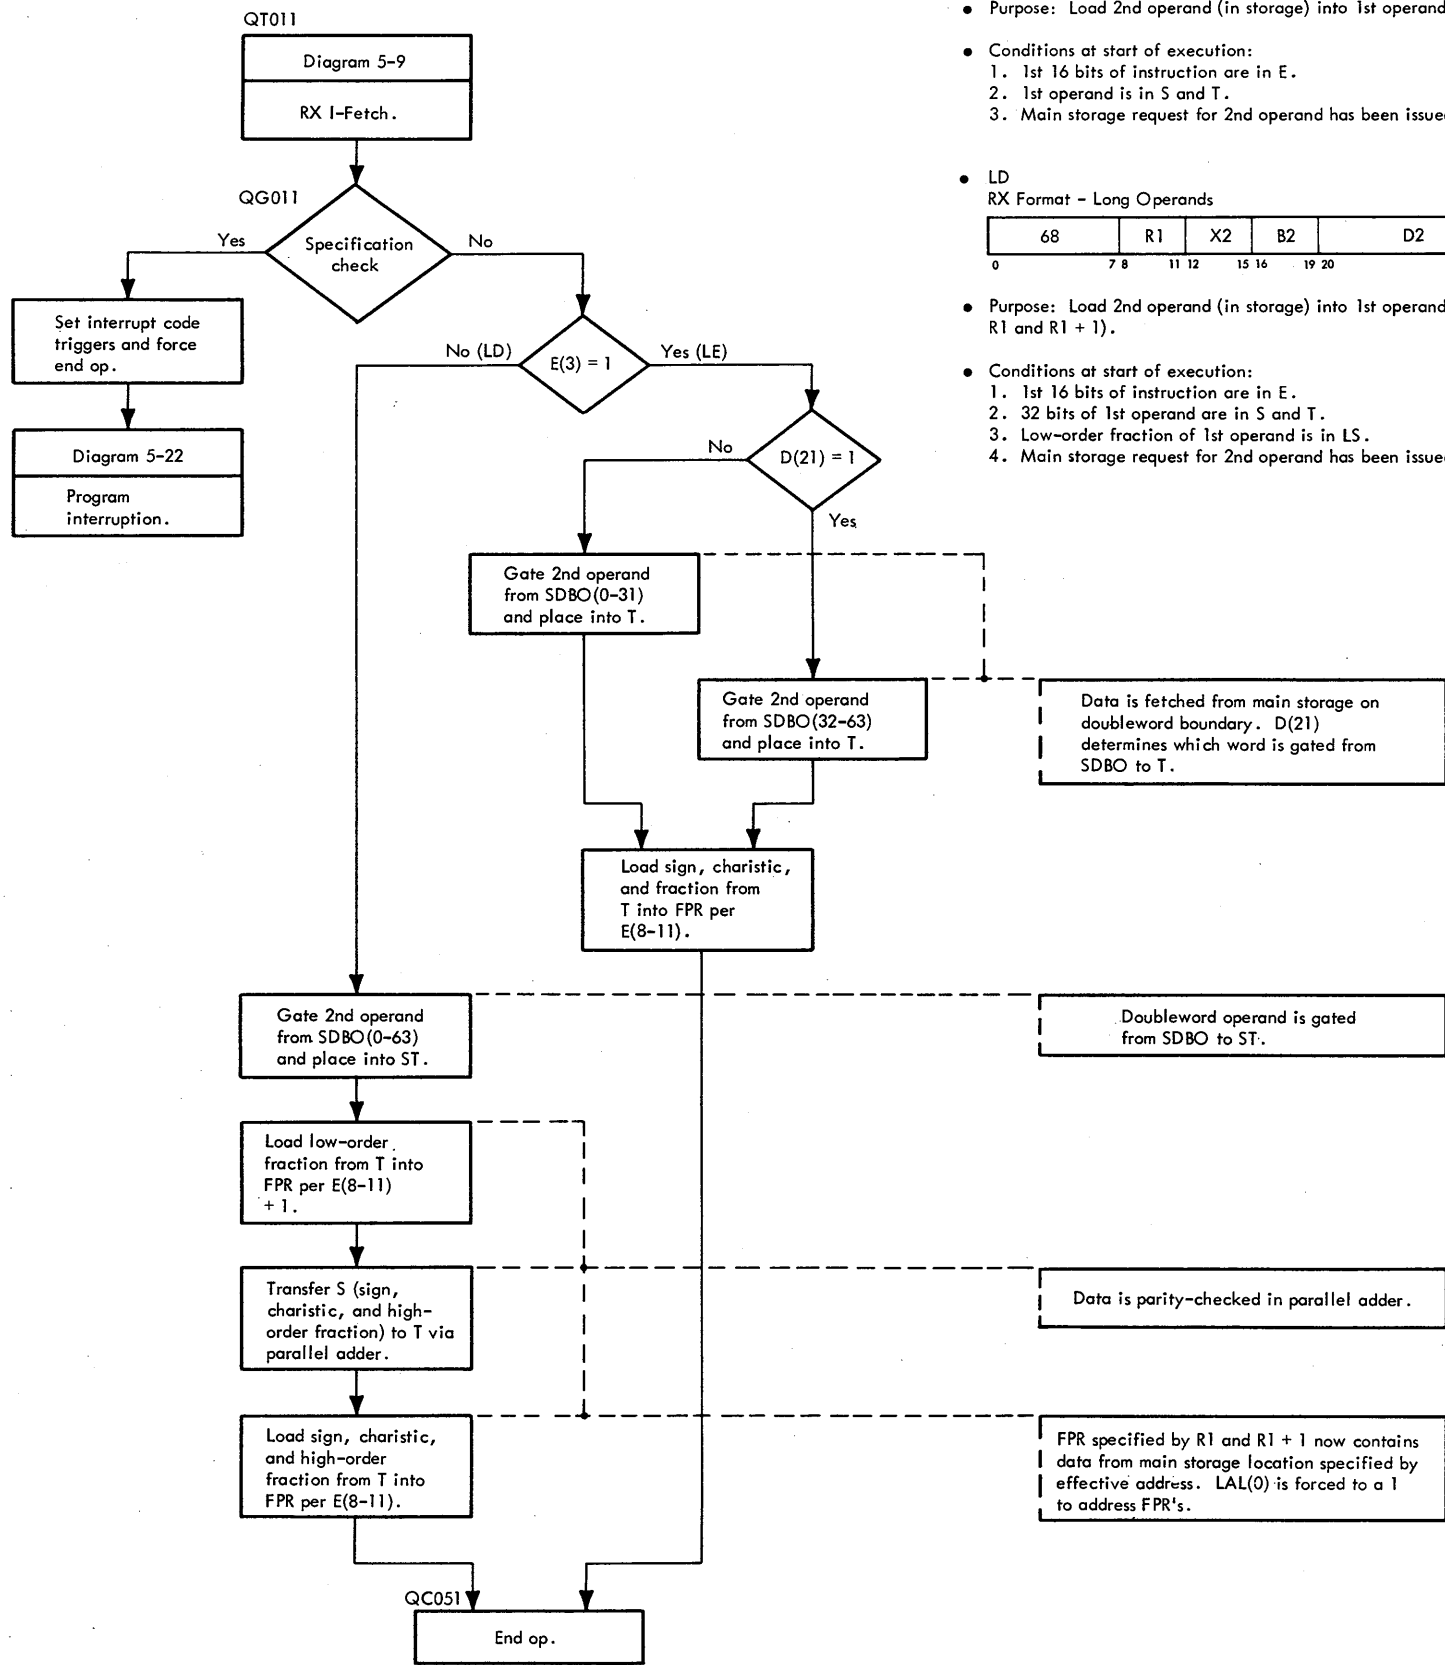 QT011
Diagram 5-9
RX I-Fetch.
QG011
Specification
check
Yes
No
Set interrupt code
triggers and force
end op.
Diagram 5-22
Program
interruption.
E(3) = 1
No (LD)
Yes (LE)
D(21) = 1
No
Yes
Gate 2nd operand
from SDBO(0-31)
and place into T.
Gate 2nd operand
from SDBO(32-63)
and place into T.
Load sign, charistic,
and fraction from
T into FPR per
E(8-11).
Gate 2nd operand
from SDBO(0-63)
and place into ST.
Load low-order
fraction from T into
FPR per E(8-11)
+ 1.
Transfer S (sign,
charistic, and high-
order fraction) to T via
parallel adder.
Load sign, charistic,
and high-order
fraction from T into
FPR per E(8-11).
QC051
End op.
• Purpose: Load 2nd operand (in storage) into 1st operand
• Conditions at start of execution:
1. 1st 16 bits of instruction are in E.
2. 1st operand is in S and T.
3. Main storage request for 2nd operand has been issue
• LD
RX Format - Long Operands
68 R1 X2 B2 D2
0 7 8 11 12 15 16 19 20
• Purpose: Load 2nd operand (in storage) into 1st operand
R1 and R1 + 1).
• Conditions at start of execution:
1. 1st 16 bits of instruction are in E.
2. 32 bits of 1st operand are in S and T.
3. Low-order fraction of 1st operand is in LS.
4. Main storage request for 2nd operand has been issue
Data is fetched from main storage on
doubleword boundary. D(21)
determines which word is gated from
SDBO to T.
Doubleword operand is gated
from SDBO to ST.
Data is parity-checked in parallel adder.
FPR specified by R1 and R1 + 1 now contains
data from main storage location specified by
effective address. LAL(0) is forced to a 1
to address FPR's.